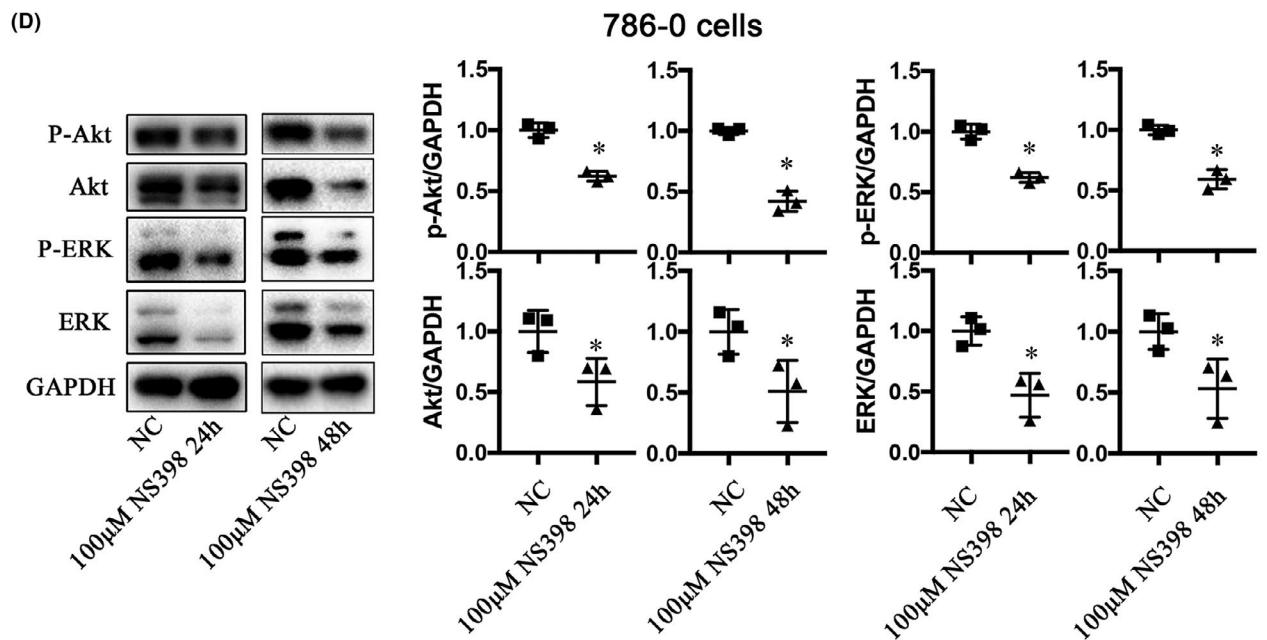 (D)
786-0 cells
P-Akt
Akt
P-ERK
ERK
GAPDH
NC
100μM NS398 24h
NC
100μM NS398 48h
p-Akt/GAPDH
1.5
1.0
0.5
0.0
*
1.5
1.0
0.5
0.0
*
p-ERK/GAPDH
1.5
1.0
0.5
0.0
*
1.5
1.0
0.5
0.0
*
Akt/GAPDH
1.5
1.0
0.5
0.0
*
NC
100μM NS398 24h
1.5
1.0
0.5
0.0
*
NC
100μM NS398 48h
ERK/GAPDH
1.5
1.0
0.5
0.0
*
NC
100μM NS398 24h
1.5
1.0
0.5
0.0
*
NC
100μM NS398 48h